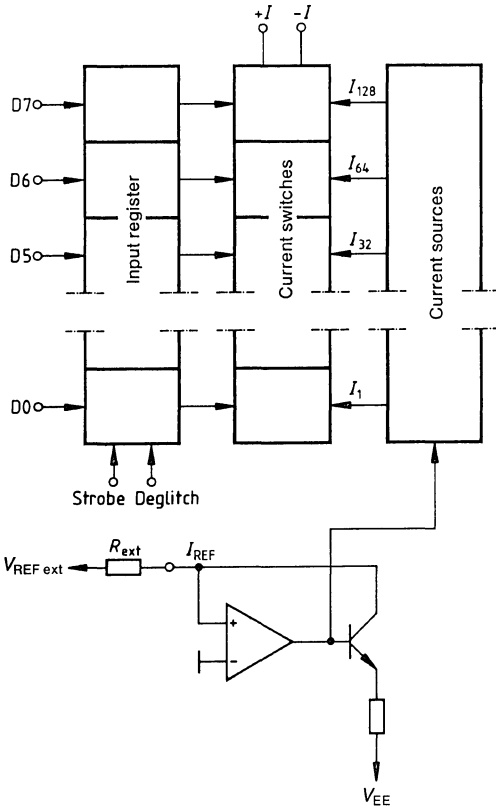 +I -I
D7
I128
D6
I64
D5
I32
Input register
Current switches
Current sources
D0
I1
Strobe Deglitch
Rext
IREF
VREF ext
+
-
VEE